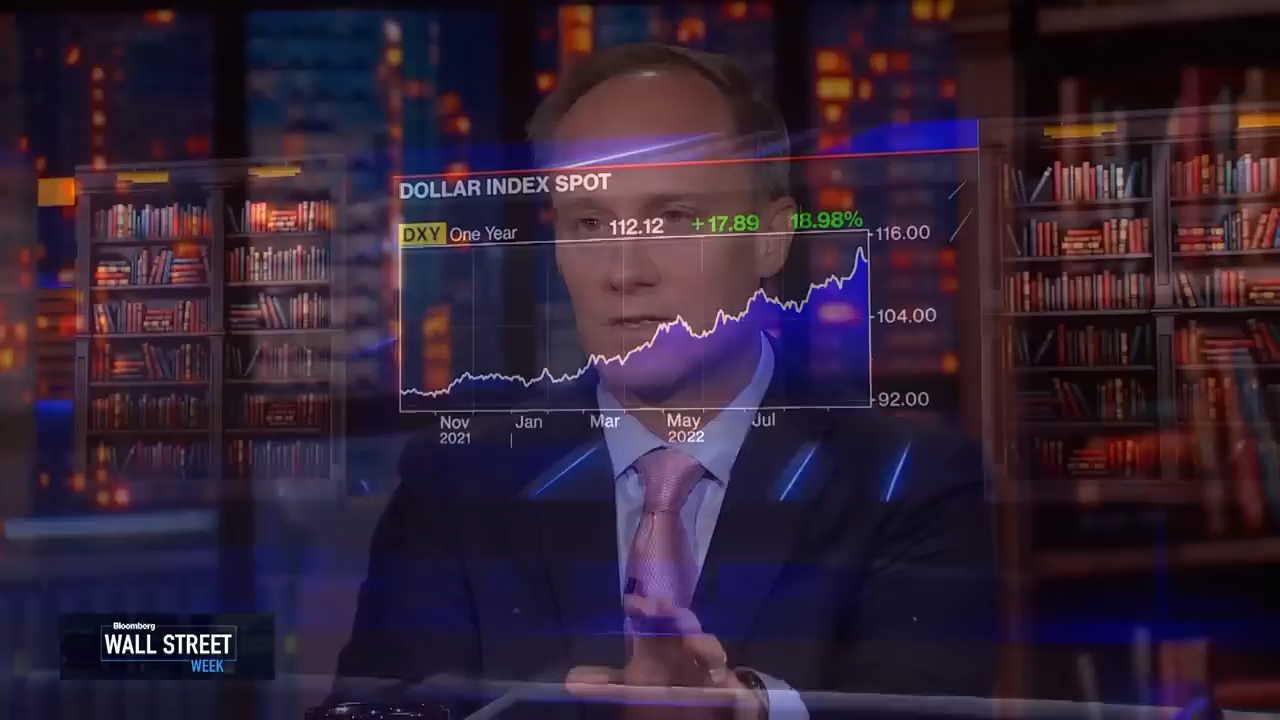 DOLLAR INDEX SPOT
DXY One Year 112.12 +17.89 18.98%
116.00
104.00
92.00
Nov Jan Mar May Jul
2021 2022
Bloomberg
WALL STREET
WEEK